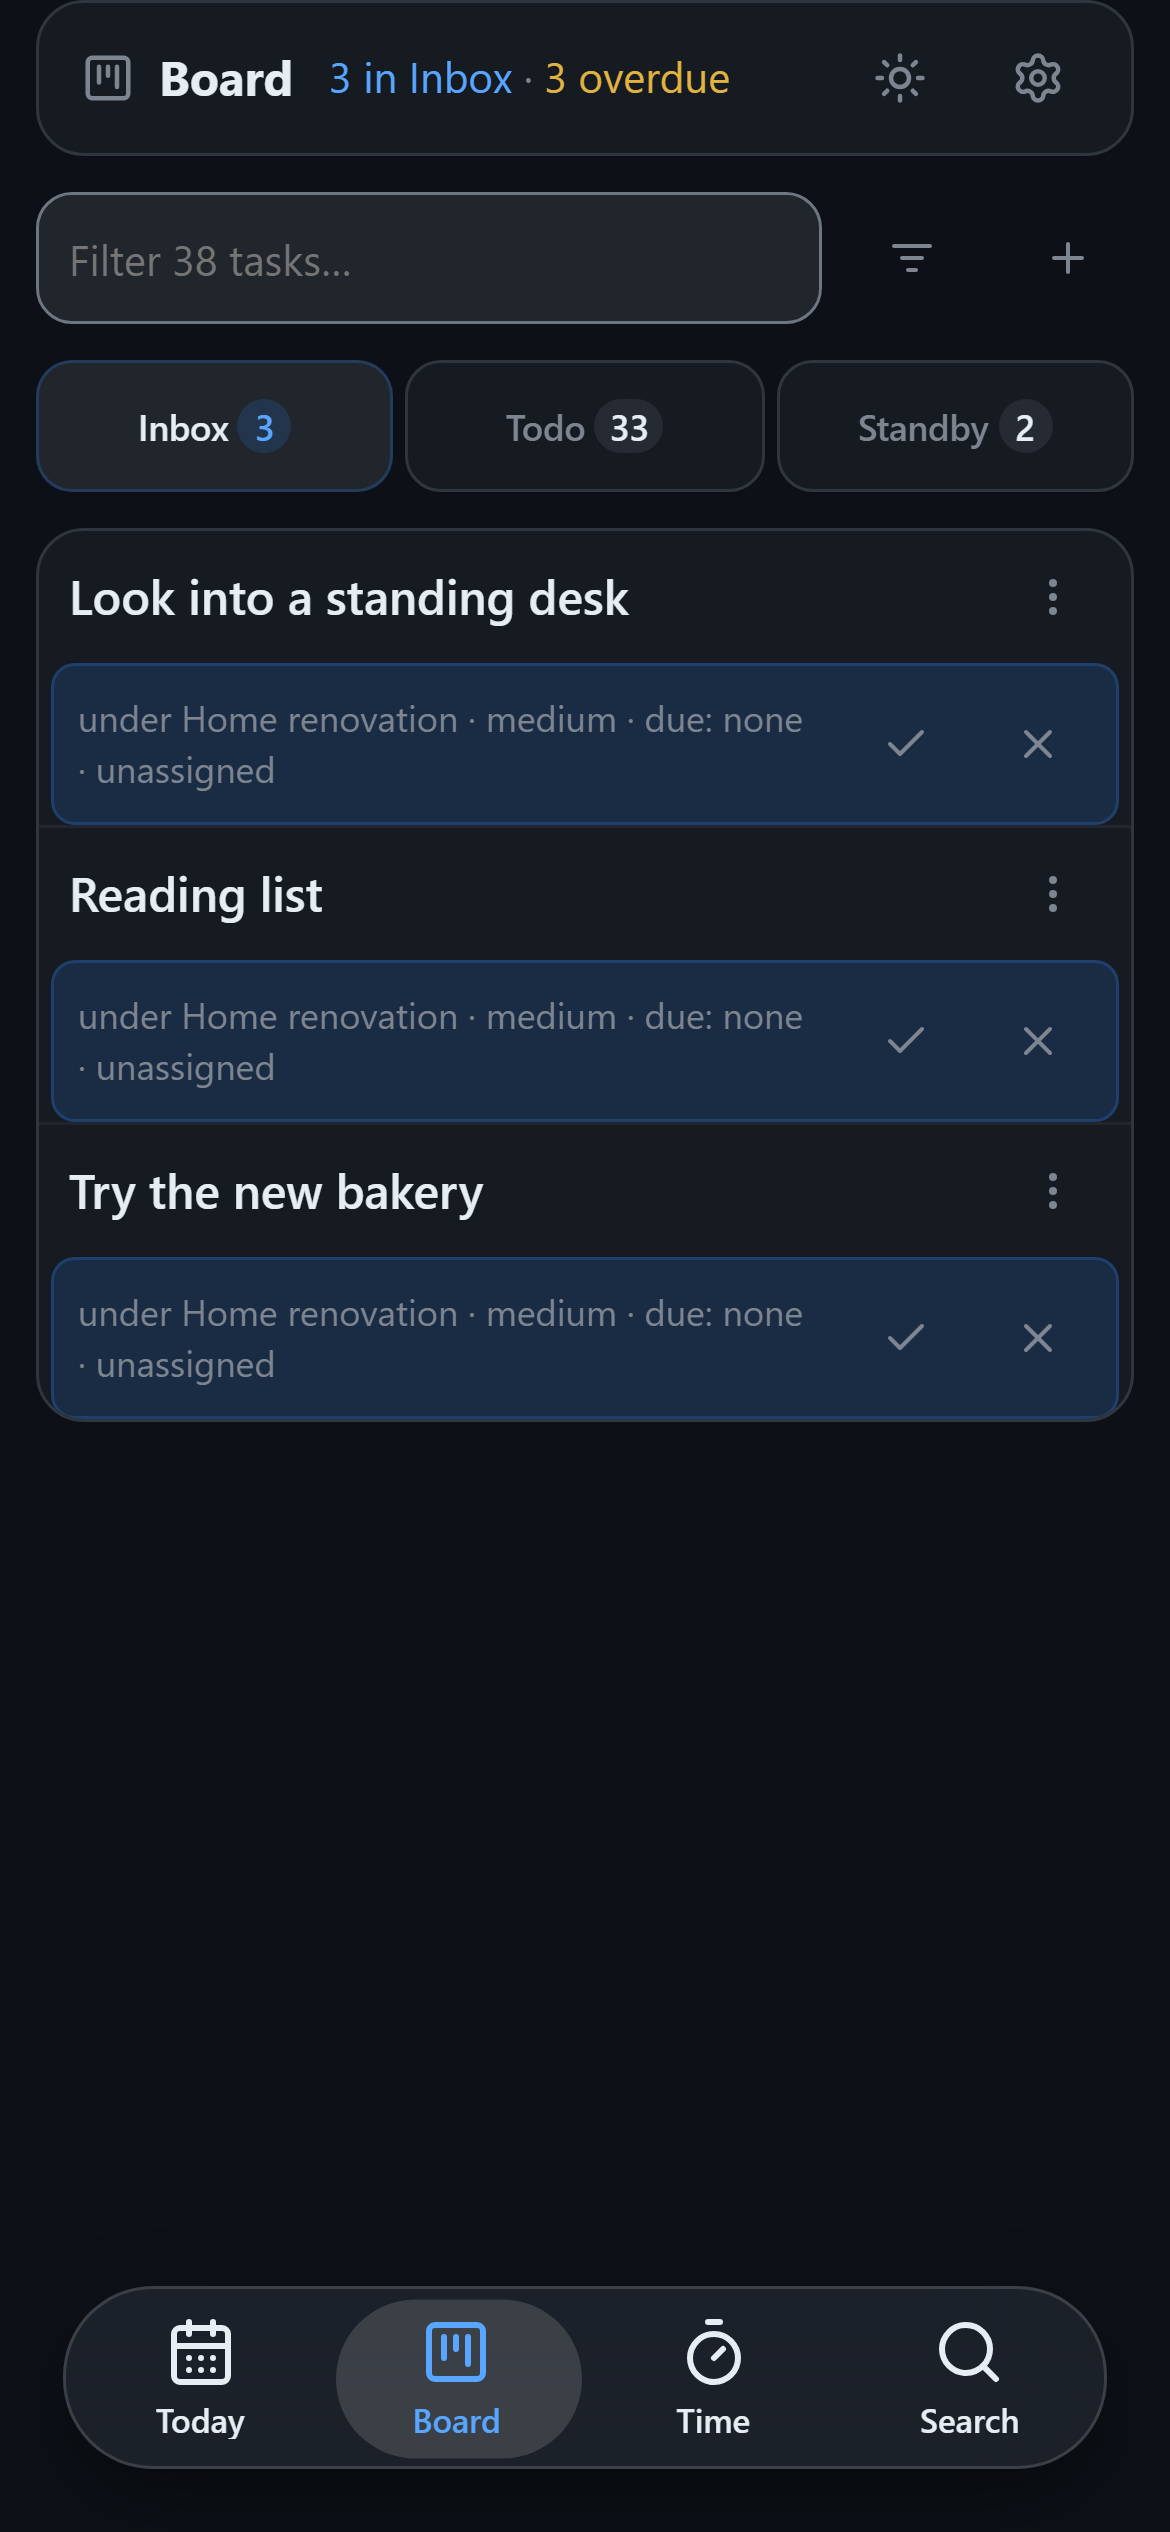 Board 3 in Inbox · 3 overdue
Filter 38 tasks...
Inbox 3 Todo 33 Standby 2
Look into a standing desk
under Home renovation · medium · due: none
· unassigned
Reading list
under Home renovation · medium · due: none
· unassigned
Try the new bakery
under Home renovation · medium · due: none
· unassigned
Today Board Time Search